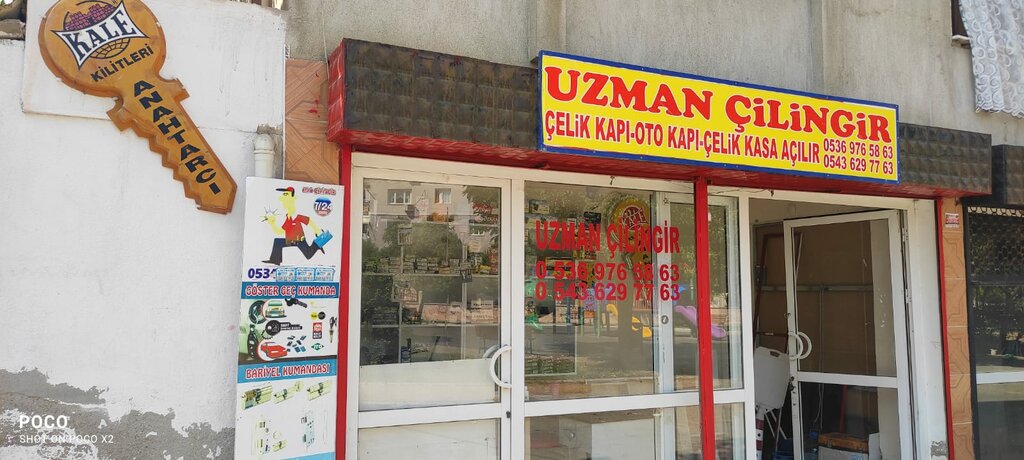 KALE
KİLİTLERİ
ANAHTARCI
UZMAN ÇİLİNGİR
ÇELİK KAPI-OTO KAPI-ÇELİK KASA AÇILIR
0536 976 58 63
0543 629 77 63
7/24
0534
GÖSTER GEÇ KUMANDA
BARİYEL KUMANDASI
UZMAN ÇİLİNGİR
0 536 976 58 63
0 543 629 77 63
POCO
SHOT ON POCO X2